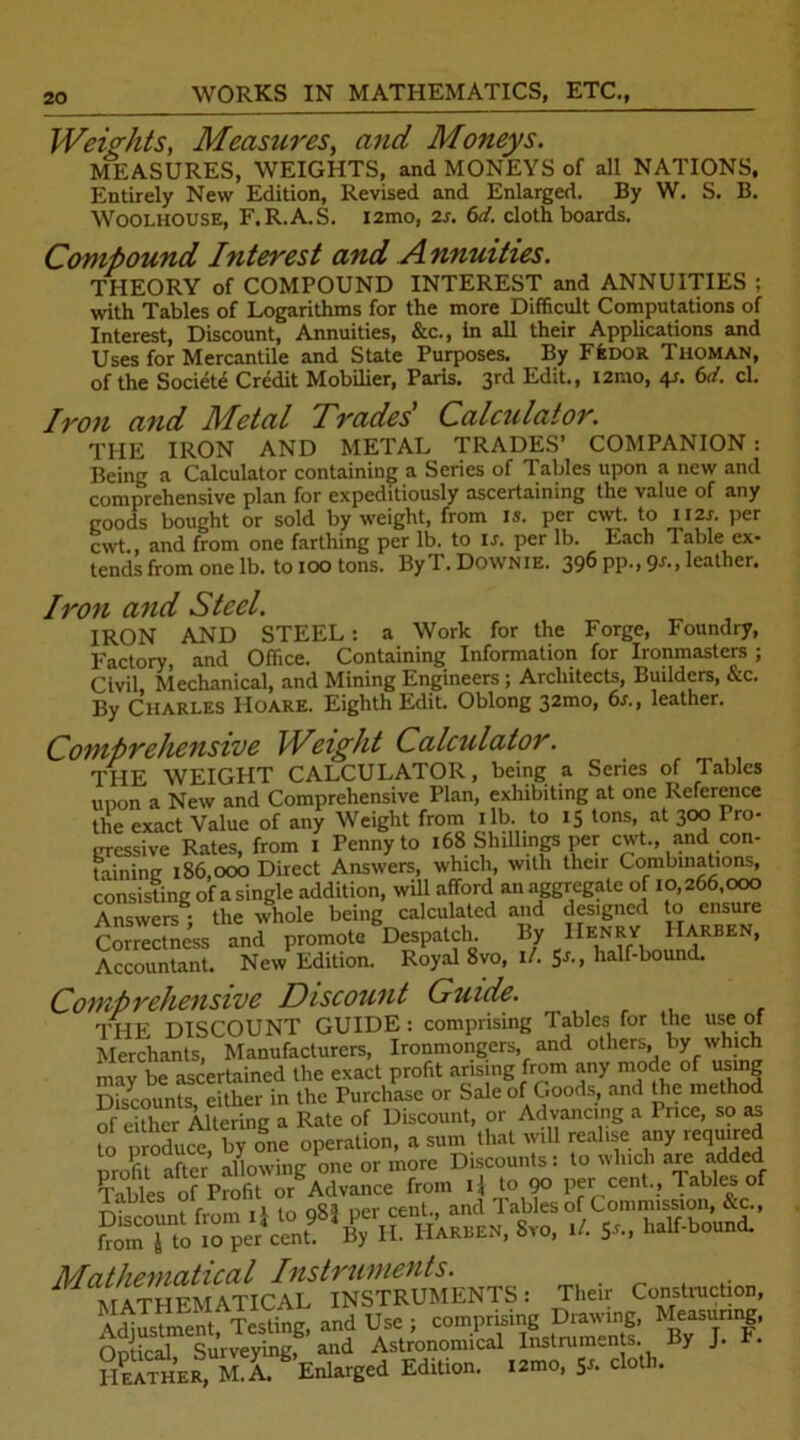 20 WORKS IN MATHEMATICS, ETC.,
Weights, Measures, and Moneys.
MEASURES, WEIGHTS, and MONEYS of all NATIONS,
Entirely New Edition, Revised and Enlarged. By W. S. B.
WOOLHOUSE, F.R.A.S. 12mo, 2s. 6d. cloth boards.
Compound Interest and Annuities.
THEORY of COMPOUND INTEREST and ANNUITIES ;
with Tables of Logarithms for the more Difficult Computations of
Interest, Discount, Annuities, &c., in all their Applications and
Uses for Mercantile and State Purposes. By FÉDOR THOMAN,
of the Société Crédit Mobilier, Paris. 3rd Edit., 12mo, 4s. 6d. cl.
Iron and Metal Trades' Calculator.
THE IRON AND METAL TRADES' COMPANION :
Being a Calculator containing a Series of Tables upon a new and
comprehensive plan for expeditiously ascertaining the value of any
goods bought or sold by weight, from 1s. per cwt. to 112s. per
cwt., and from one farthing per lb. to 1s. per lb. Each Table ex-
tends from one lb. to 100 tons. By T. DOWNIE. 396 pp., 9s., leather.
Iron and Steel.
IRON AND STEEL : a Work for the Forge, Foundry,
Factory, and Office. Containing Information for Ironmasters ;
Civil, Mechanical, and Mining Engineers ; Architects, Builders, &c.
By CHARLES HOARE. Eighth Edit. Oblong 32mo, 6s., leather.
Comprehensive Weight Calculator.
THE WEIGHT CALCULATOR, being a Series of Tables
upon a New and Comprehensive Plan, exhibiting at one Reference
the exact Value of any Weight from 1lb. to 15 tons, at 300 Pro-
gressive Rates, from 1 Penny to 168 Shillings per cwt., and con-
taining 186,000 Direct Answers, which, with their Combinations,
consisting of a single addition, will afford an aggregate of 10,266,000
Answers ; the whole being calculated and designed to ensure
Correctness and promote Despatch. By HENRY HARBEN,
Accountant. New Edition. Royal 8vo, 1l. 5s., half-bound.
Comprehensive Discount Guide.
THE DISCOUNT GUIDE : comprising Tables for the use of
Merchants, Manufacturers, Ironmongers, and others, by which
may be ascertained the exact profit arising from any mode of using
Discounts, either in the Purchase or Sale of Goods, and the method
of either Altering a Rate of Discount, or Advancing a Price, so as
to produce, by one operation, a sum that will realise any required
profit after allowing one or more Discounts : to which are added
Tables of Profit or Advance from 1¼ to 90 per cent., Tables of
Discount from 1¼ to 98¾ per cent., and Tables of Commission, &c.,
from ⅛ to 10 per cent. By H. HARBEN, 8vo, 1l. 5s., half-bound.
Mathematical Instruments.
MATHEMATICAL INSTRUMENTS : Their Construction,
Adjustment, Testing, and Use ; comprising Drawing, Measuring,
Optical, Surveying, and Astronomical Instruments. By J. F.
HEATHER, M.A. Enlarged Edition. 12mo, 5s. cloth.